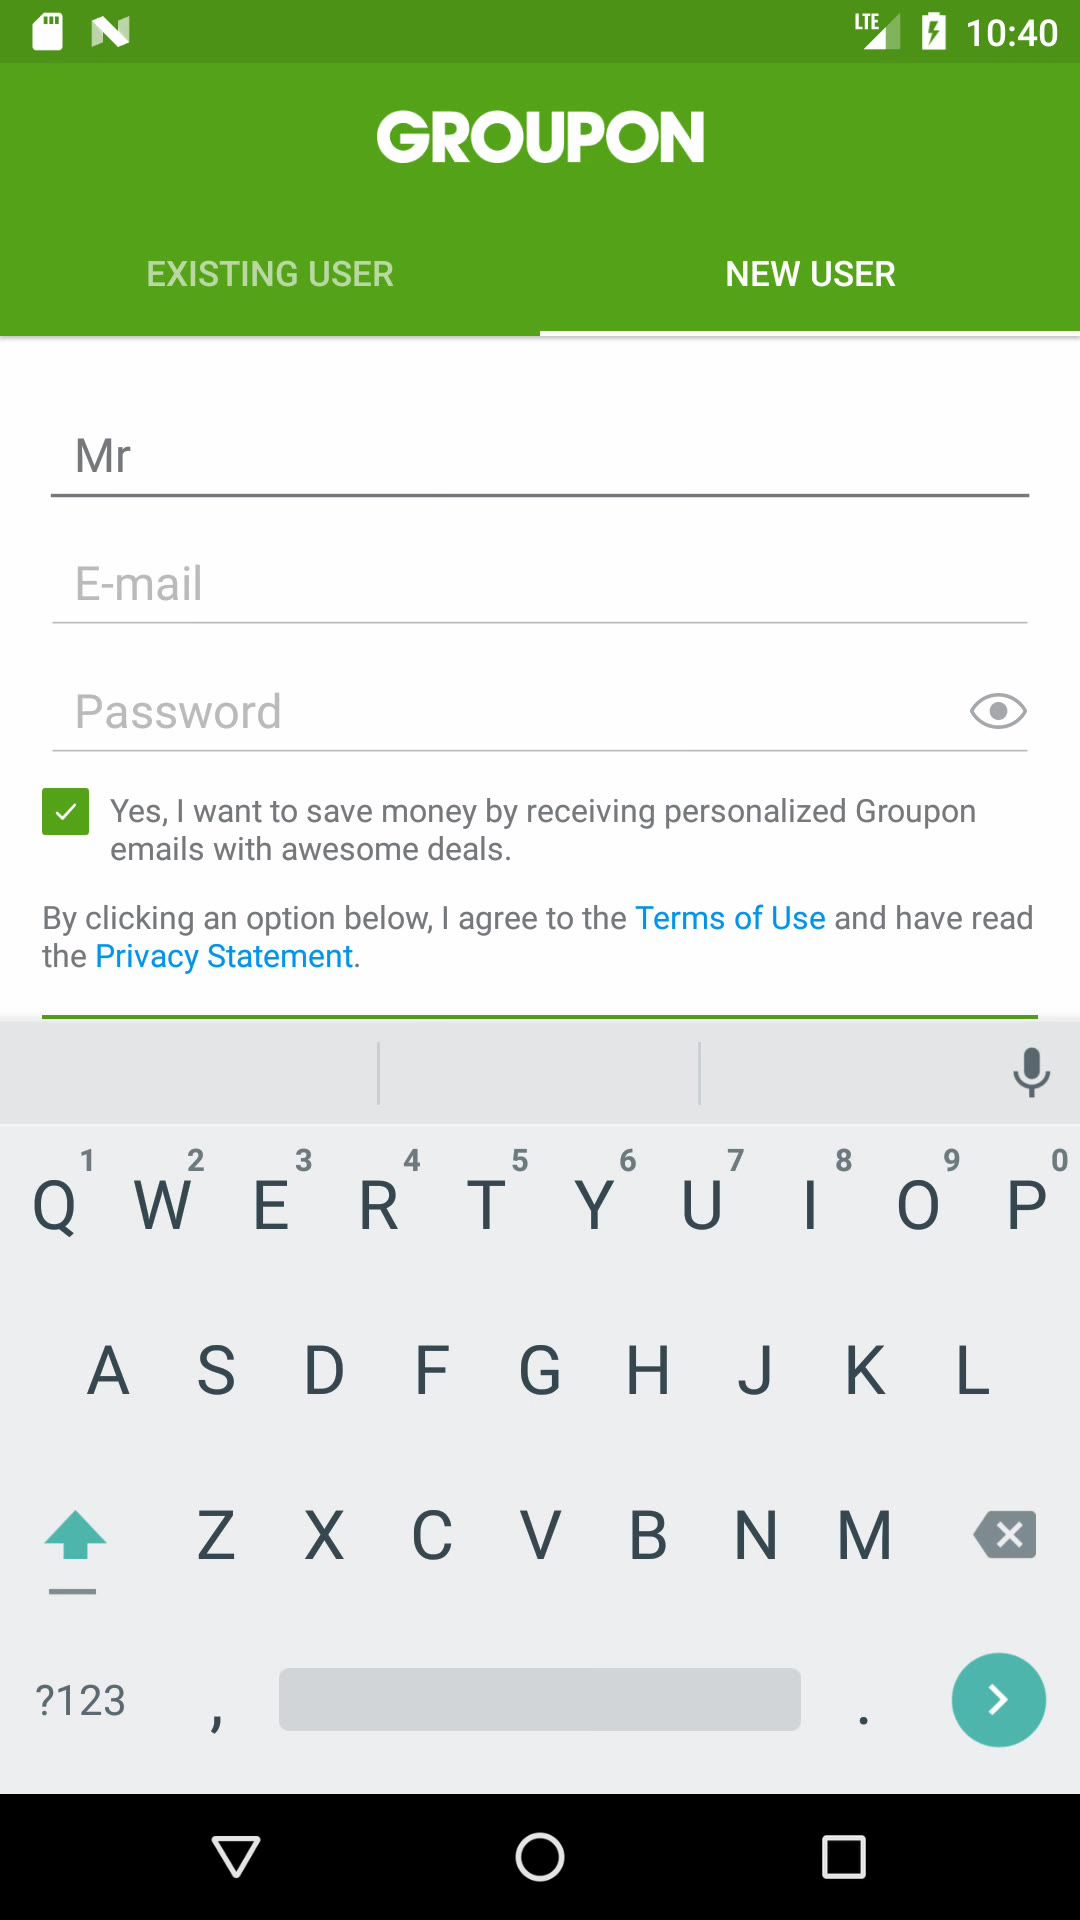 LTE 10:40
GROUPON
EXISTING USER NEW USER
Mr
E-mail
Password
Yes, I want to save money by receiving personalized Groupon
emails with awesome deals.
By clicking an option below, I agree to the Terms of Use and have read
the Privacy Statement.
1 2 3 4 5 6 7 8 9 0
Q W E R T Y U I O P
A S D F G H J K L
Z X C V B N M
?123 , .